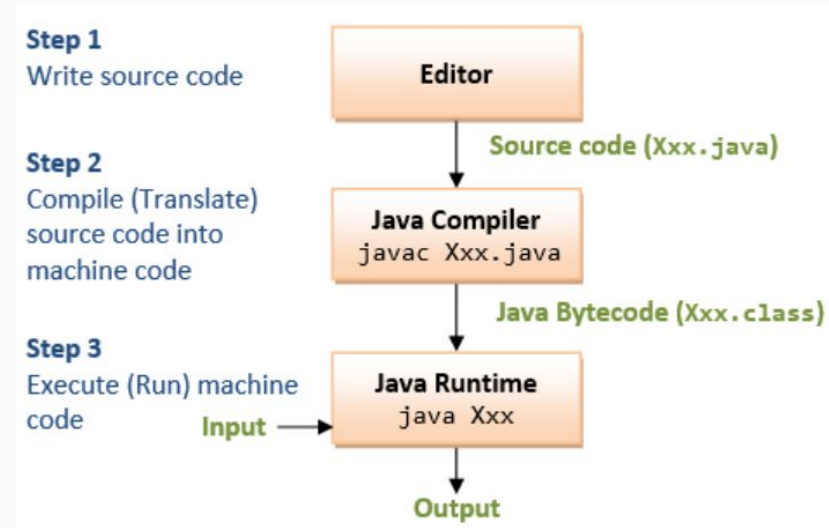 Step 1
Write source code
Editor
Source code (Xxx.java)
Step 2
Compile (Translate)
source code into
machine code
Java Compiler
javac Xxx.java
Java Bytecode (Xxx.class)
Step 3
Execute (Run) machine
code
Java Runtime
java Xxx
Input
Output